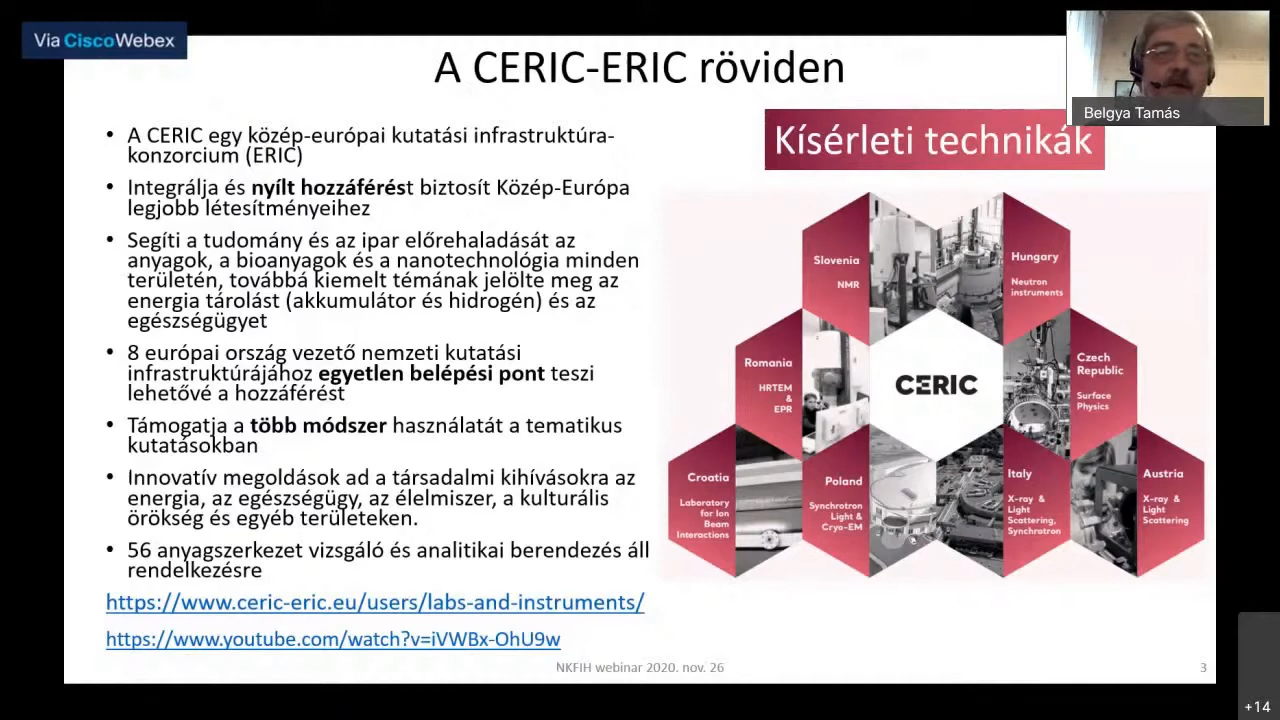 Via CiscoWebex
A CERIC-ERIC röviden
Belgya Tamás
• A CERIC egy közép-európai kutatási infrastruktúra-
konzorcium (ERIC)
• Integrálja és nyílt hozzáférést biztosít Közép-Európa
legjobb létesítményeihez
• Segíti a tudomány és az ipar előrehaladását az
anyagok, a bioanyagok és a nanotechnológia minden
területén, továbbá kiemelt témának jelölte meg az
energia tárolást (akkumulátor és hidrogén) és az
egészségügyet
• 8 európai ország vezető nemzeti kutatási
infrastruktúrájához egyetlen belépési pont teszi
lehetővé a hozzáférést
• Támogatja a több módszer használatát a tematikus
kutatásokban
• Innovatív megoldások ad a társadalmi kihívásokra az
energia, az egészségügy, az élelmiszer, a kulturális
örökség és egyéb területeken.
• 56 anyagszerkezet vizsgáló és analitikai berendezés áll
rendelkezésre
https://www.ceric-eric.eu/users/labs-and-instruments/
https://www.youtube.com/watch?v=iVWBx-OhU9w
Kísérleti technikák
Slovenia
NMR
Hungary
Neutron
instruments
Romania
HRTEM
&
EPR
CERIC
Czech
Republic
Surface
Physics
Croatia
Laboratory
for Ion
Beam
Interactions
Poland
Synchrotron
Light &
Cryo-EM
Italy
X-ray &
Light
Scattering,
Synchrotron
Austria
X-ray &
Light
Scattering
NKFIH webinar 2020. nov. 26
3
+14